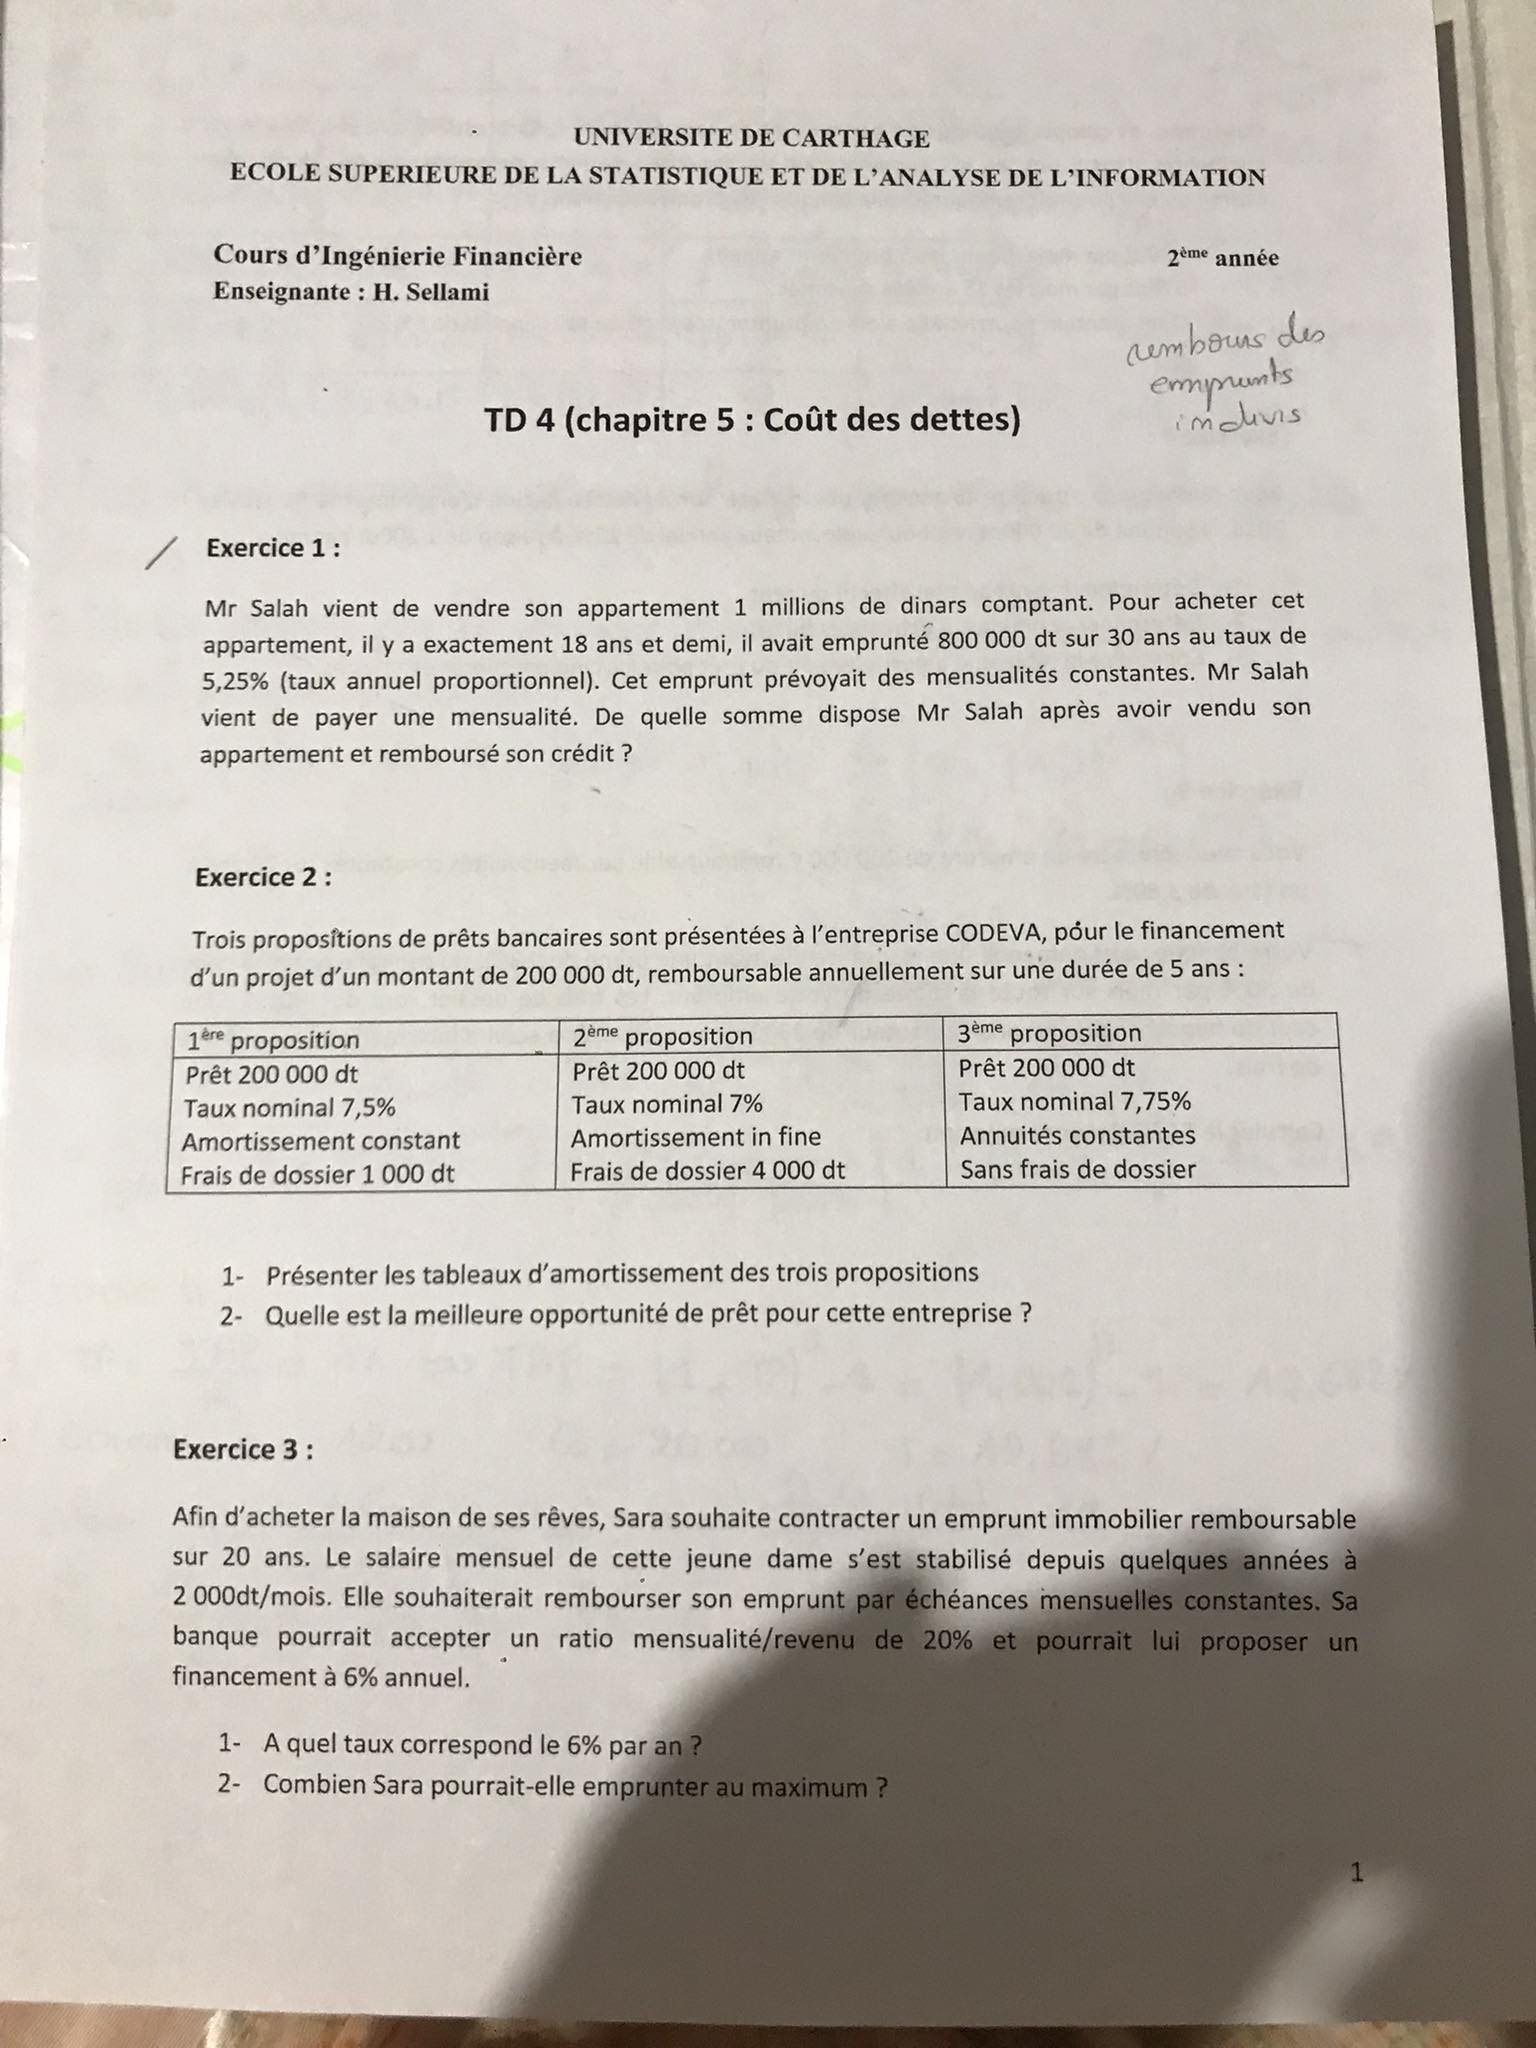 UNIVERSITE DE CARTHAGE
ECOLE SUPERIEURE DE LA STATISTIQUE ET DE L'ANALYSE DE L'INFORMATION
Cours d'Ingénierie Financière
2ème année
Enseignante : H. Sellami
rembours des
emprunts
indivis
TD 4 (chapitre 5 : Coût des dettes)
Exercice 1 :
Mr Salah vient de vendre son appartement 1 millions de dinars comptant. Pour acheter cet
appartement, il y a exactement 18 ans et demi, il avait emprunté 800 000 dt sur 30 ans au taux de
5,25% (taux annuel proportionnel). Cet emprunt prévoyait des mensualités constantes. Mr Salah
vient de payer une mensualité. De quelle somme dispose Mr Salah après avoir vendu son
appartement et remboursé son crédit ?
Exercice 2 :
Trois propositions de prêts bancaires sont présentées à l'entreprise CODEVA, pour le financement
d'un projet d'un montant de 200 000 dt, remboursable annuellement sur une durée de 5 ans :
1ère proposition
2ème proposition
3ème proposition
Prêt 200 000 dt
Prêt 200 000 dt
Prêt 200 000 dt
Taux nominal 7,5%
Taux nominal 7%
Taux nominal 7,75%
Amortissement constant
Amortissement in fine
Annuités constantes
Frais de dossier 1 000 dt
Frais de dossier 4 000 dt
Sans frais de dossier
1- Présenter les tableaux d'amortissement des trois propositions
2- Quelle est la meilleure opportunité de prêt pour cette entreprise ?
Exercice 3 :
Afin d'acheter la maison de ses rêves, Sara souhaite contracter un emprunt immobilier remboursable
sur 20 ans. Le salaire mensuel de cette jeune dame s'est stabilisé depuis quelques années à
2 000dt/mois. Elle souhaiterait rembourser son emprunt par échéances mensuelles constantes. Sa
banque pourrait accepter un ratio mensualité/revenu de 20% et pourrait lui proposer un
financement à 6% annuel.
1- A quel taux correspond le 6% par an ?
2- Combien Sara pourrait-elle emprunter au maximum ?
1